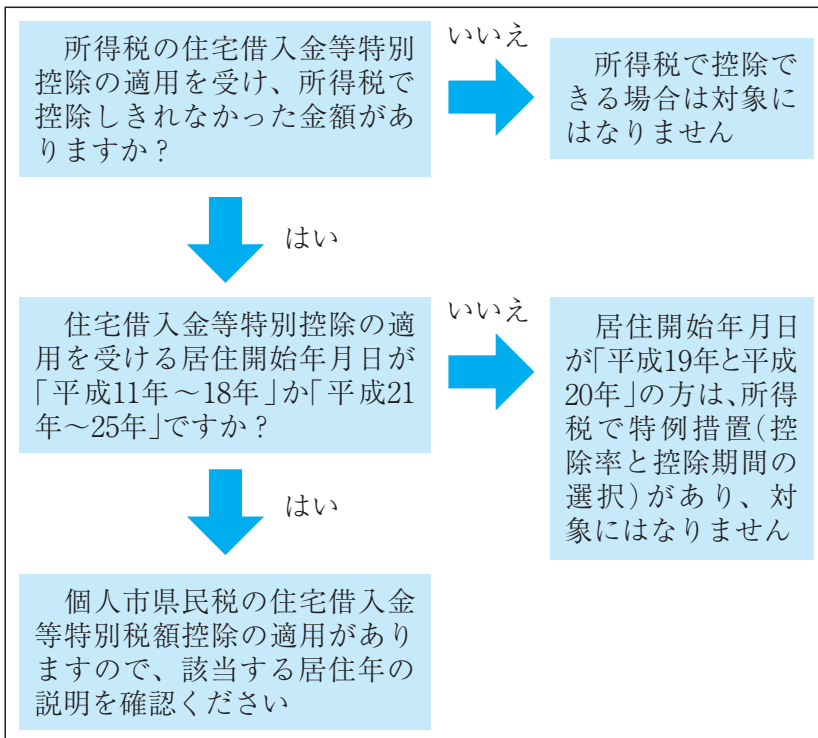 所得税の住宅借入金等特別
控除の適用を受け、所得税で
控除しきれなかった金額があ
りますか?
いいえ
所得税で控除で
きる場合は対象に
はなりません
はい
住宅借入金等特別控除の適
用を受ける居住開始年月日が
「平成11年～18年」か「平成21
年～25年」ですか?
いいえ
居住開始年月日
が「平成19年と平成
20年」の方は、所得
税で特例措置(控
除率と控除期間の
選択)があり、対
象にはなりません
はい
個人市県民税の住宅借入金
等特別税額控除の適用があり
ますので、該当する居住年の
説明を確認ください